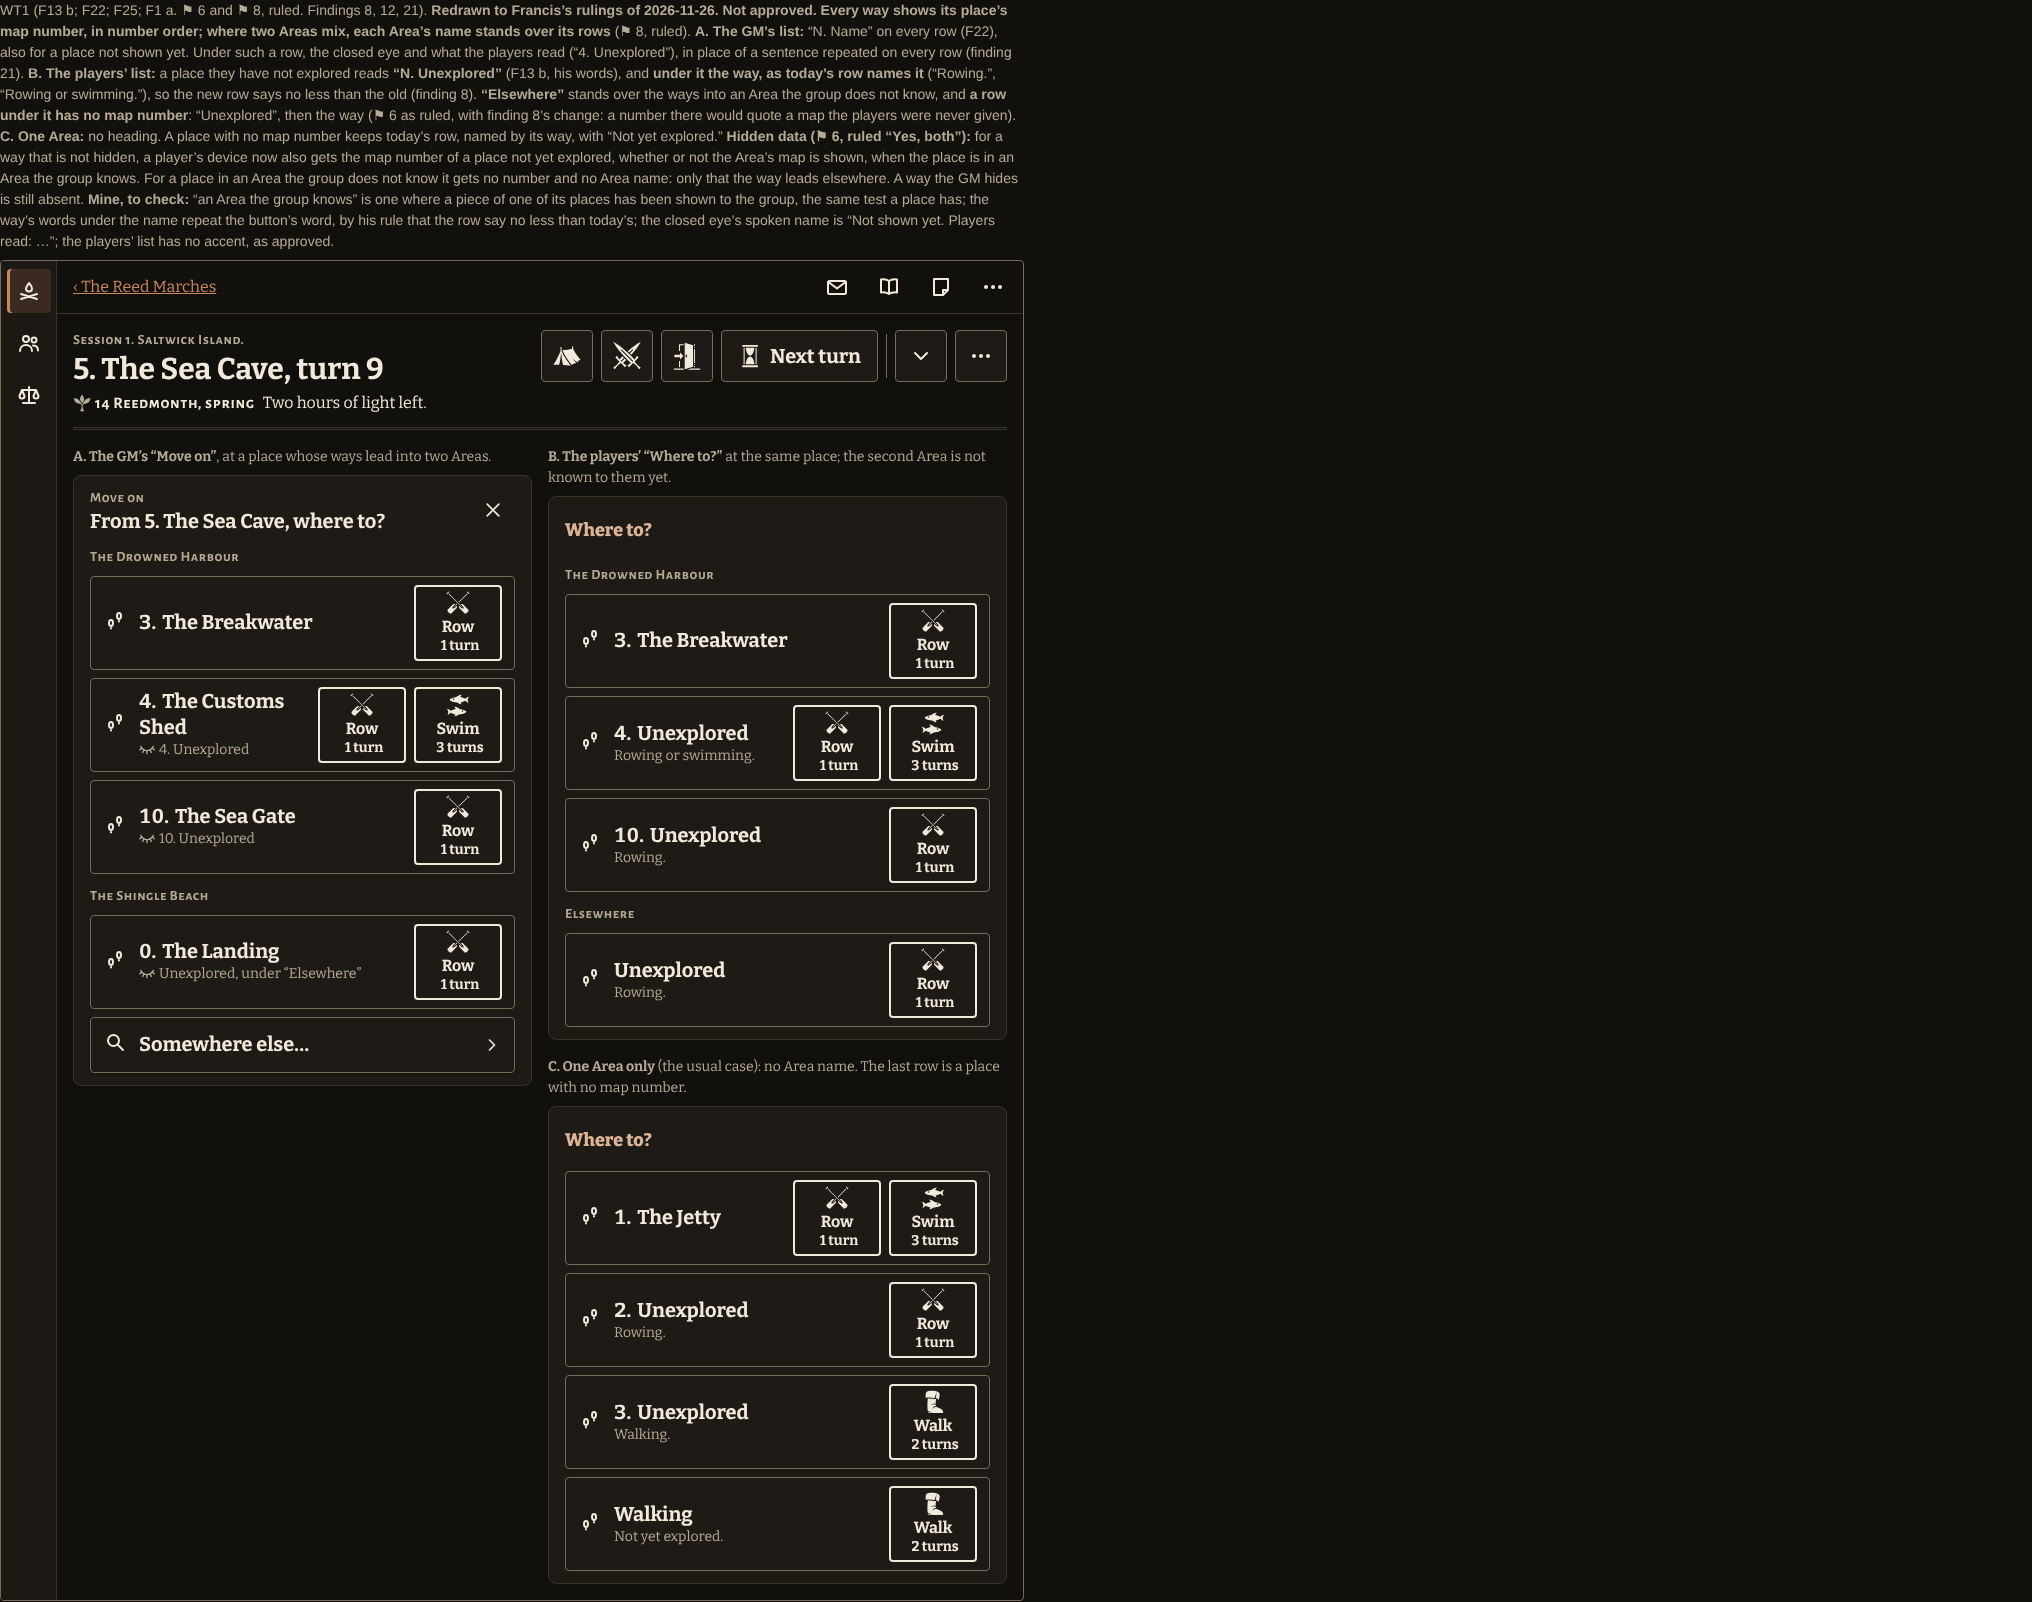 WT1 (F13 b; F22; F25; F1 a. ⚑ 6 and ⚑ 8, ruled. Findings 8, 12, 21). Redrawn to Francis’s rulings of 2026-11-26. Not approved. Every way shows its place’s
map number, in number order; where two Areas mix, each Area’s name stands over its rows (⚑ 8, ruled). A. The GM’s list: “N. Name” on every row (F22),
also for a place not shown yet. Under such a row, the closed eye and what the players read (“4. Unexplored”), in place of a sentence repeated on every row (finding
21). B. The players’ list: a place they have not explored reads “N. Unexplored” (F13 b, his words), and under it the way, as today’s row names it (“Rowing.”,
“Rowing or swimming.”), so the new row says no less than the old (finding 8). “Elsewhere” stands over the ways into an Area the group does not know, and a row
under it has no map number: “Unexplored”, then the way (⚑ 6 as ruled, with finding 8’s change: a number there would quote a map the players were never given).
C. One Area: no heading. A place with no map number keeps today’s row, named by its way, with “Not yet explored.” Hidden data (⚑ 6, ruled “Yes, both”): for a
way that is not hidden, a player’s device now also gets the map number of a place not yet explored, whether or not the Area’s map is shown, when the place is in an
Area the group knows. For a place in an Area the group does not know it gets no number and no Area name: only that the way leads elsewhere. A way the GM hides
is still absent. Mine, to check: “an Area the group knows” is one where a piece of one of its places has been shown to the group, the same test a place has; the
way’s words under the name repeat the button’s word, by his rule that the row say no less than today’s; the closed eye’s spoken name is “Not shown yet. Players
read: …”; the players’ list has no accent, as approved.
‹ The Reed Marches
Session 1. Saltwick Island.
5. The Sea Cave, turn 9
14 Reedmonth, spring Two hours of light left.
Next turn
A. The GM’s “Move on”, at a place whose ways lead into two Areas.
Move on
From 5. The Sea Cave, where to?
The Drowned Harbour
3. The Breakwater
Row
1 turn
4. The Customs
Shed
4. Unexplored
Row
1 turn
Swim
3 turns
10. The Sea Gate
10. Unexplored
Row
1 turn
The Shingle Beach
0. The Landing
Unexplored, under “Elsewhere”
Row
1 turn
Somewhere else…
B. The players’ “Where to?” at the same place; the second Area is not
known to them yet.
Where to?
The Drowned Harbour
3. The Breakwater
Row
1 turn
4. Unexplored
Rowing or swimming.
Row
1 turn
Swim
3 turns
10. Unexplored
Rowing.
Row
1 turn
Elsewhere
Unexplored
Rowing.
Row
1 turn
C. One Area only (the usual case): no Area name. The last row is a place
with no map number.
Where to?
1. The Jetty
Row
1 turn
Swim
3 turns
2. Unexplored
Rowing.
Row
1 turn
3. Unexplored
Walking.
Walk
2 turns
Walking
Not yet explored.
Walk
2 turns